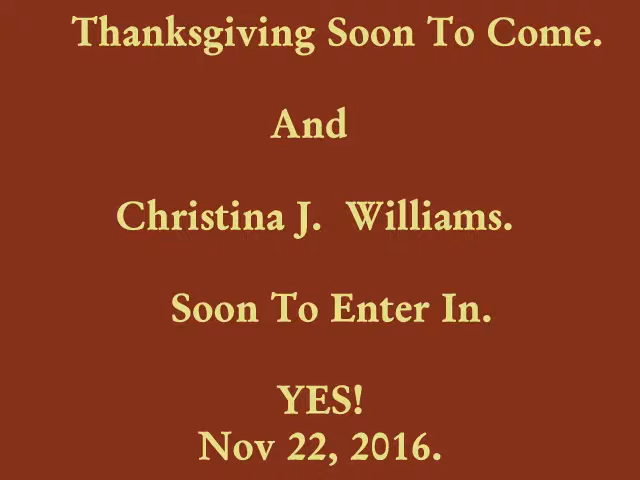 Thanksgiving Soon To Come.
And
Christina J.  Williams.
Soon To Enter In.
YES!
Nov 22, 2016.